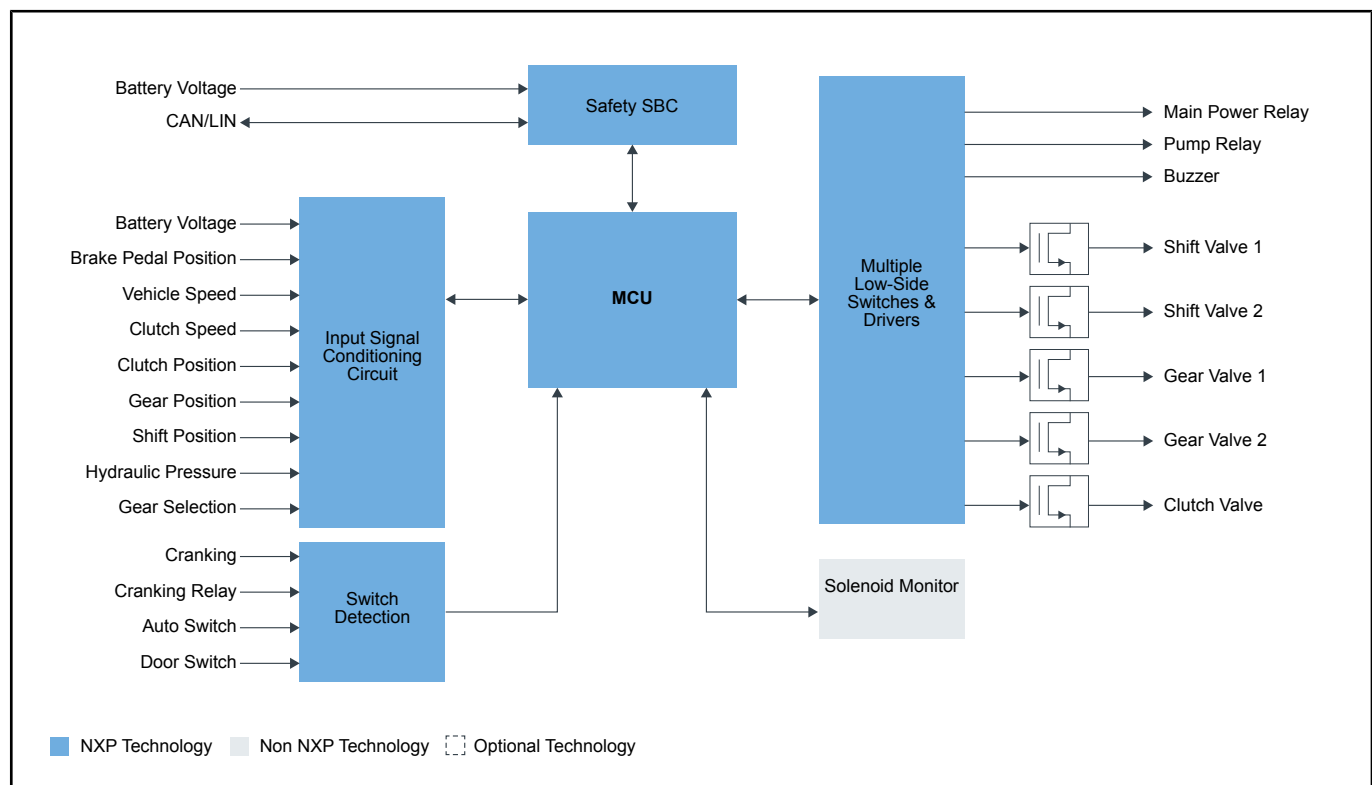 Battery Voltage
CAN/LIN
Safety SBC
Main Power Relay
Pump Relay
Buzzer
Battery Voltage
Brake Pedal Position
Vehicle Speed
Clutch Speed
Clutch Position
Gear Position
Shift Position
Hydraulic Pressure
Gear Selection
Input Signal
Conditioning
Circuit
MCU
Multiple
Low-Side
Switches &
Drivers
Shift Valve 1
Shift Valve 2
Gear Valve 1
Gear Valve 2
Clutch Valve
Cranking
Cranking Relay
Auto Switch
Door Switch
Switch
Detection
Solenoid Monitor
NXP Technology
Non NXP Technology
Optional Technology